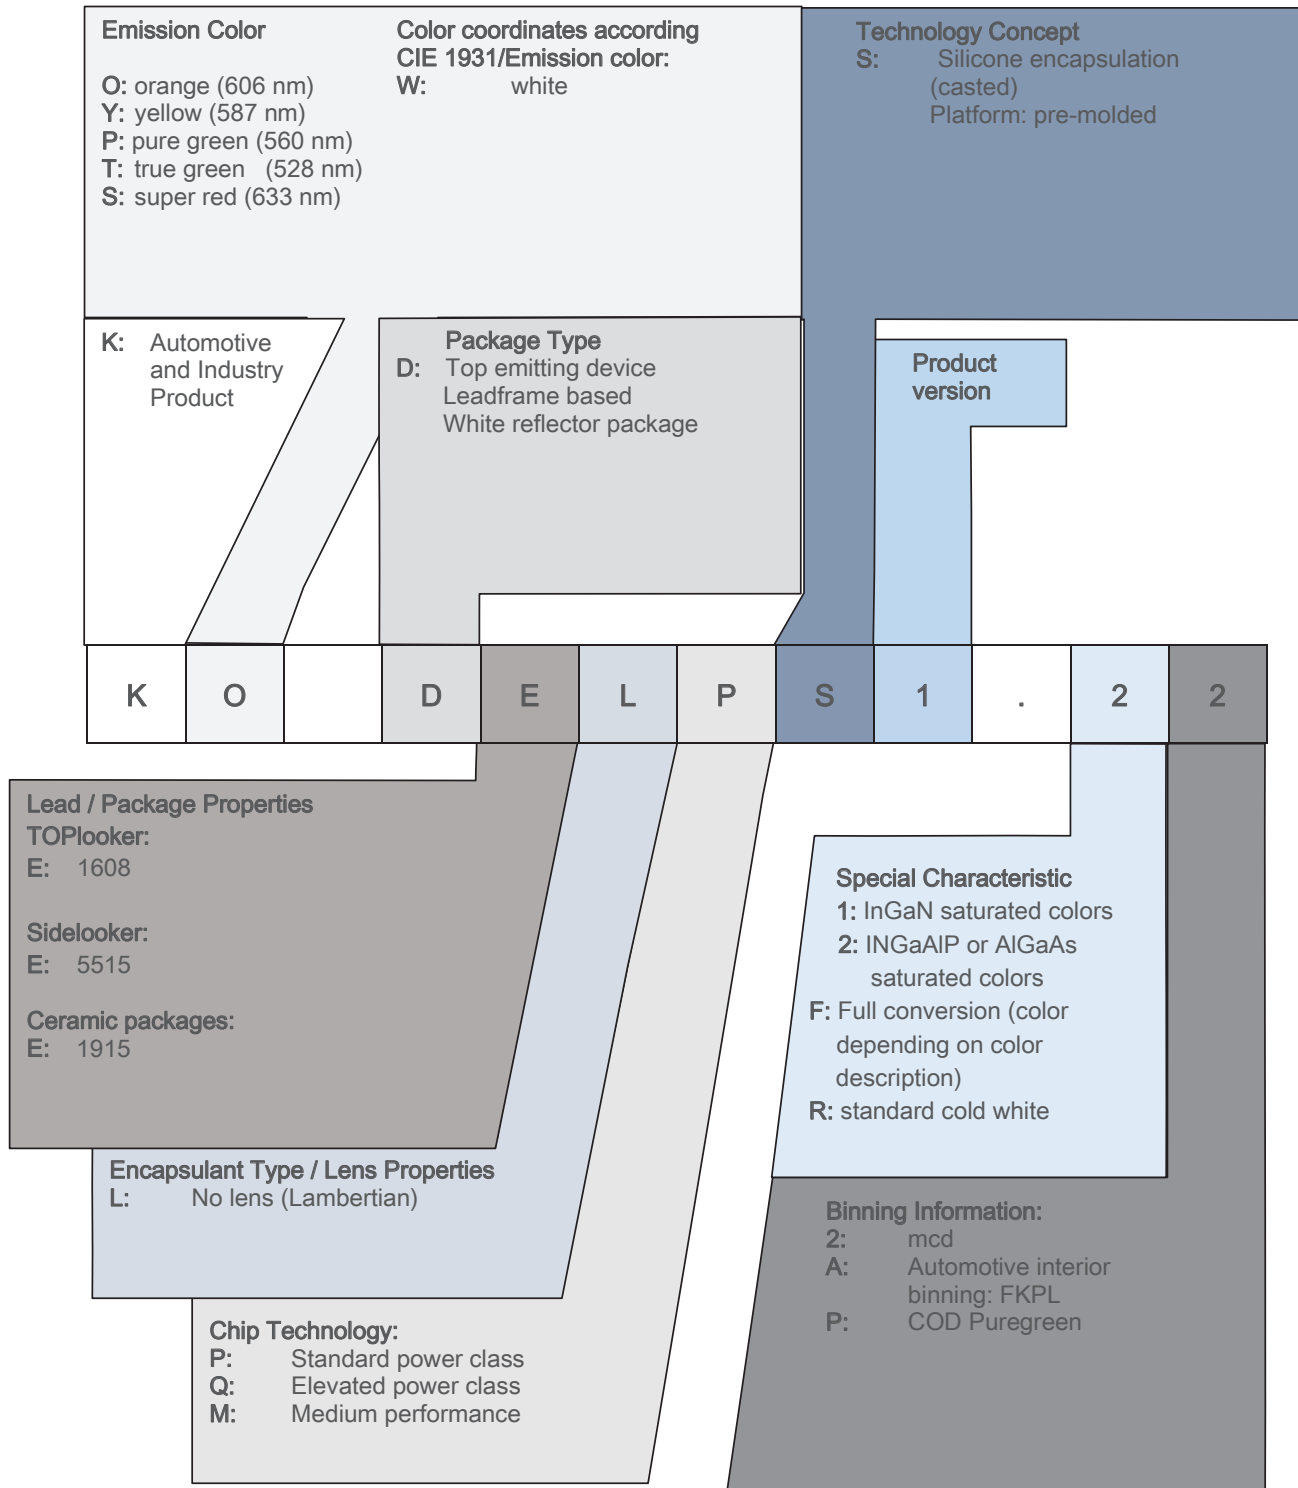 Emission Color
O: orange (606 nm)
Y: yellow (587 nm)
P: pure green (560 nm)
T: true green (528 nm)
S: super red (633 nm)
Color coordinates according
CIE 1931/Emission color:
W: white
Technology Concept
S: Silicone encapsulation
(casted)
Platform: pre-molded
K: Automotive
and Industry
Product
Package Type
D: Top emitting device
Leadframe based
White reflector package
Product
version
K O D E L P S 1 . 2 2
Lead / Package Properties
TOPlooker:
E: 1608
Sidelooker:
E: 5515
Ceramic packages:
E: 1915
Encapsulant Type / Lens Properties
L: No lens (Lambertian)
Chip Technology:
P: Standard power class
Q: Elevated power class
M: Medium performance
Special Characteristic
1: InGaN saturated colors
2: INGaAlP or AlGaAs
saturated colors
F: Full conversion (color
depending on color
description)
R: standard cold white
Binning Information:
2: mcd
A: Automotive interior
binning: FKPL
P: COD Puregreen